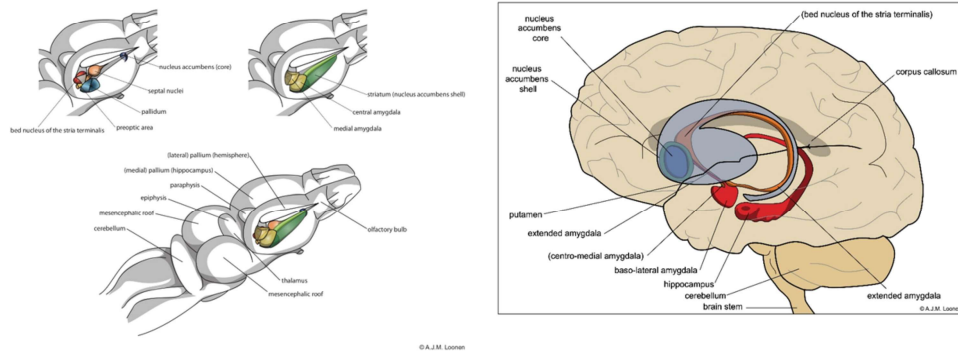 nucleus accumbens (core)
septal nuclei
pallidum
preoptic area
bed nucleus of the stria terminalis
striatum (nucleus accumbens shell)
central amygdala
medial amygdala
(lateral) pallium (hemisphere)
(medial) pallium (hippocampus)
paraphysis
epiphysis
mesencephatic roof
cerebellum
olfactory bulb
thalamus
mesencephalic roof
© A.J.M. Loonen
nucleus
accumbens
core
(bed nucleus of the stria terminalis)
nucleus
accumbens
shell
corpus callosum
putamen
extended amygdala
(centro-medial amygdala)
baso-lateral amygdala
hippocampus
cerebellum
brain stem
extended amygdala
© A.J.M. Loonen